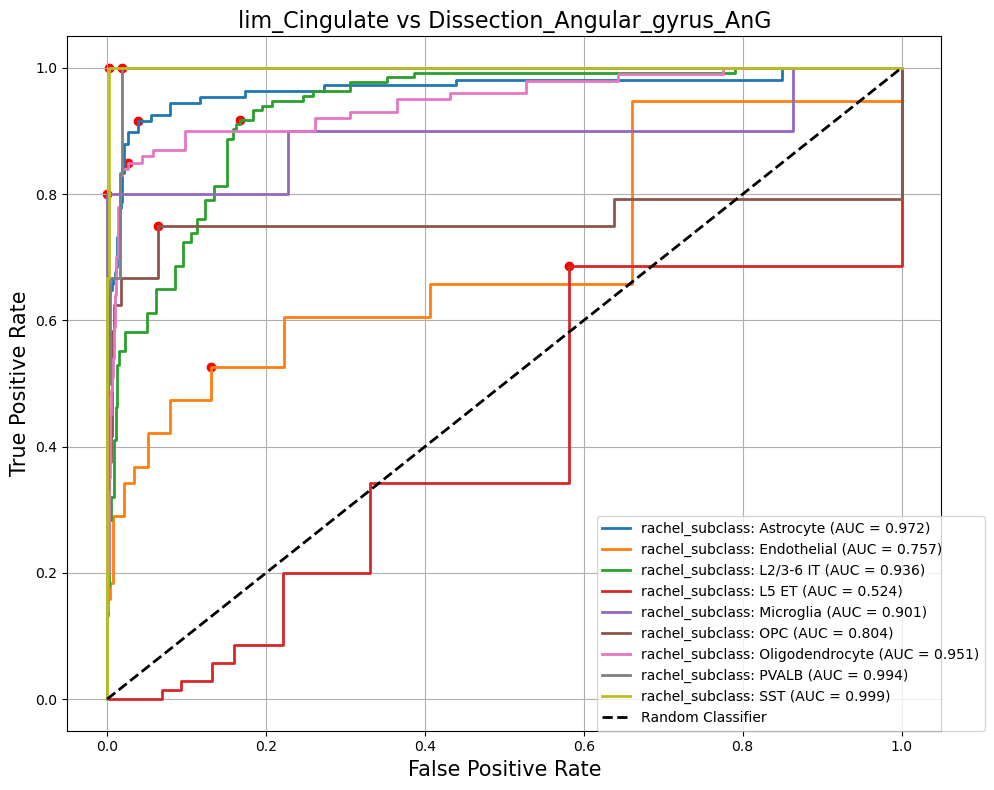 lim_Cingulate vs Dissection_Angular_gyrus_AnG
True Positive Rate
1.0
0.8
0.6
0.4
0.2
0.0
rachel_subclass: Astrocyte (AUC = 0.972)
rachel_subclass: Endothelial (AUC = 0.757)
rachel_subclass: L2/3-6 IT (AUC = 0.936)
rachel_subclass: L5 ET (AUC = 0.524)
rachel_subclass: Microglia (AUC = 0.901)
rachel_subclass: OPC (AUC = 0.804)
rachel_subclass: Oligodendrocyte (AUC = 0.951)
rachel_subclass: PVALB (AUC = 0.994)
rachel_subclass: SST (AUC = 0.999)
Random Classifier
0.0 0.2 0.4 0.6 0.8 1.0
False Positive Rate